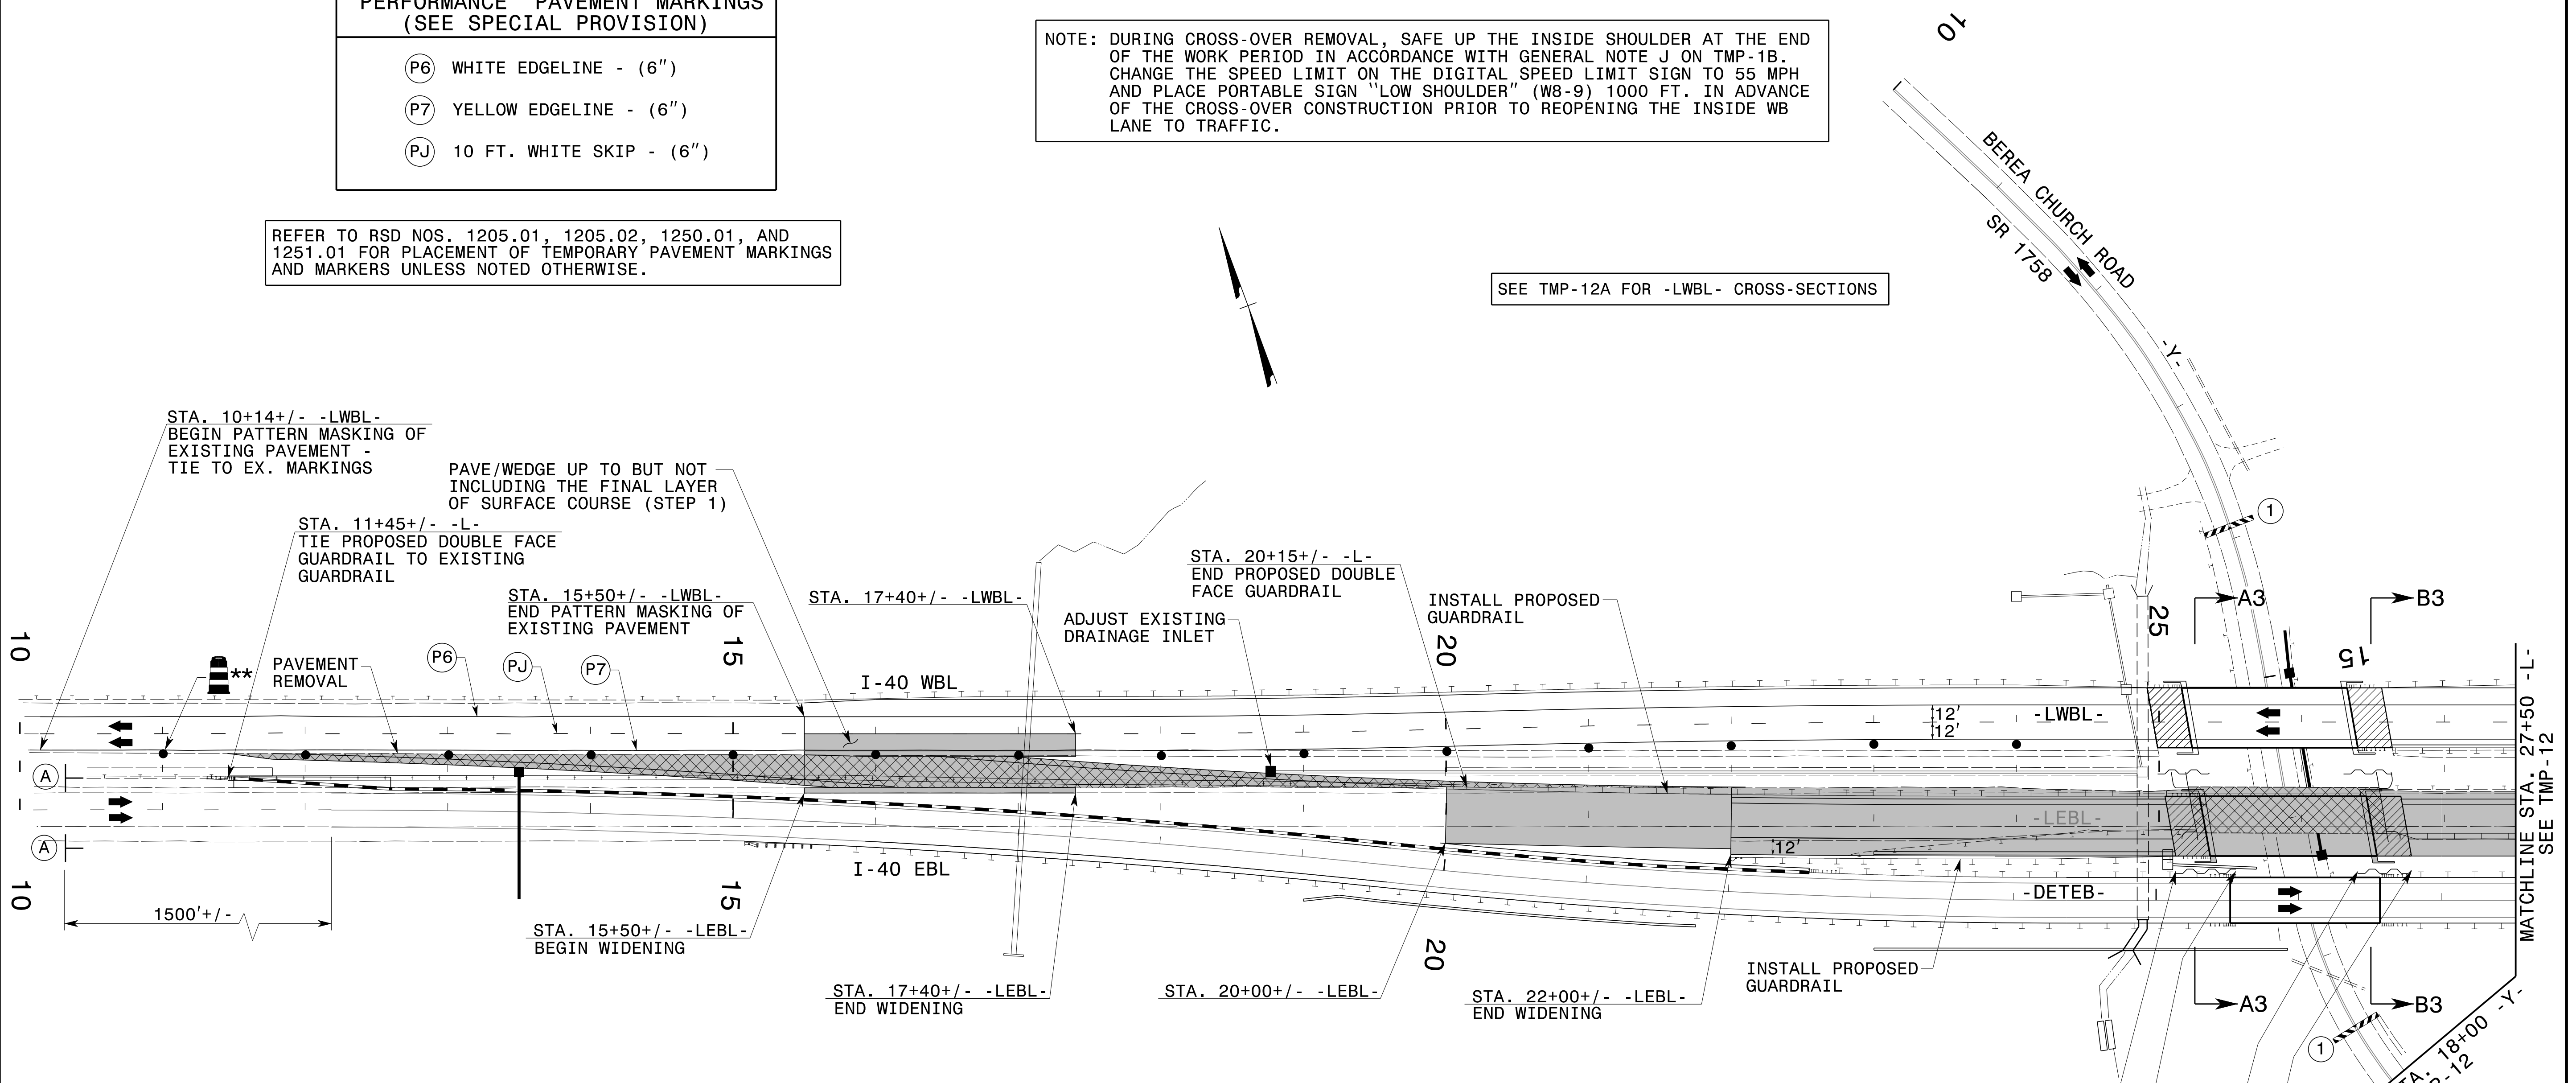 PERFORMANCE PAVEMENT MARKINGS
(SEE SPECIAL PROVISION)
P6 WHITE EDGELINE - (6")
P7 YELLOW EDGELINE - (6")
PJ 10 FT. WHITE SKIP - (6")
REFER TO RSD NOS. 1205.01, 1205.02, 1250.01, AND
1251.01 FOR PLACEMENT OF TEMPORARY PAVEMENT MARKINGS
AND MARKERS UNLESS NOTED OTHERWISE.
NOTE: DURING CROSS-OVER REMOVAL, SAFE UP THE INSIDE SHOULDER AT THE END
OF THE WORK PERIOD IN ACCORDANCE WITH GENERAL NOTE J ON TMP-1B.
CHANGE THE SPEED LIMIT ON THE DIGITAL SPEED LIMIT SIGN TO 55 MPH
AND PLACE PORTABLE SIGN "LOW SHOULDER" (W8-9) 1000 FT. IN ADVANCE
OF THE CROSS-OVER CONSTRUCTION PRIOR TO REOPENING THE INSIDE WB
LANE TO TRAFFIC.
10
BEREA CHURCH ROAD
SR 1758
-Y-
SEE TMP-12A FOR -LWBL- CROSS-SECTIONS
STA. 10+14+/- -LWBL-
BEGIN PATTERN MASKING OF
EXISTING PAVEMENT -
TIE TO EX. MARKINGS
PAVE/WEDGE UP TO BUT NOT
INCLUDING THE FINAL LAYER
OF SURFACE COURSE (STEP 1)
STA. 11+45+/- -L-
TIE PROPOSED DOUBLE FACE
GUARDRAIL TO EXISTING
GUARDRAIL
STA. 15+50+/- -LWBL-
END PATTERN MASKING OF
EXISTING PAVEMENT
STA. 17+40+/- -LWBL-
ADJUST EXISTING
DRAINAGE INLET
STA. 20+15+/- -L-
END PROPOSED DOUBLE
FACE GUARDRAIL
INSTALL PROPOSED
GUARDRAIL
1
A3
B3
10
**
PAVEMENT
REMOVAL
P6
PJ
P7
15
20
25
15
I-40 WBL
12'
12'
-LWBL-
A
-LEBL-
12'
A
I-40 EBL
-DETEB-
10
15
20
1500'+/-
STA. 15+50+/- -LEBL-
BEGIN WIDENING
STA. 17+40+/- -LEBL-
END WIDENING
STA. 20+00+/- -LEBL-
STA. 22+00+/- -LEBL-
END WIDENING
INSTALL PROPOSED
GUARDRAIL
A3
B3
1
MATCHLINE STA. 27+50 -L-
SEE TMP-12
18+00 -Y-